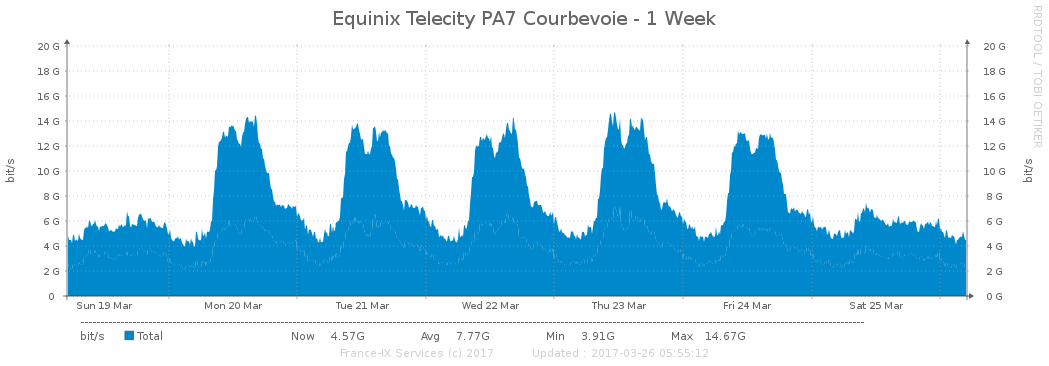 Equinix Telecity PA7 Courbevoie - 1 Week
RRDTOOL / TOBI OETIKER
bit/s
20 G 20 G
18 G 18 G
16 G 16 G
14 G 14 G
12 G 12 G
10 G 10 G
8 G 8 G
6 G 6 G
4 G 4 G
2 G 2 G
0 0 G
bit/s
Sun 19 Mar Mon 20 Mar Tue 21 Mar Wed 22 Mar Thu 23 Mar Fri 24 Mar Sat 25 Mar
bit/s Total Now 4.57G Avg 7.77G Min 3.91G Max 14.67G
France-IX Services (c) 2017 Updated : 2017-03-26 05:55:12